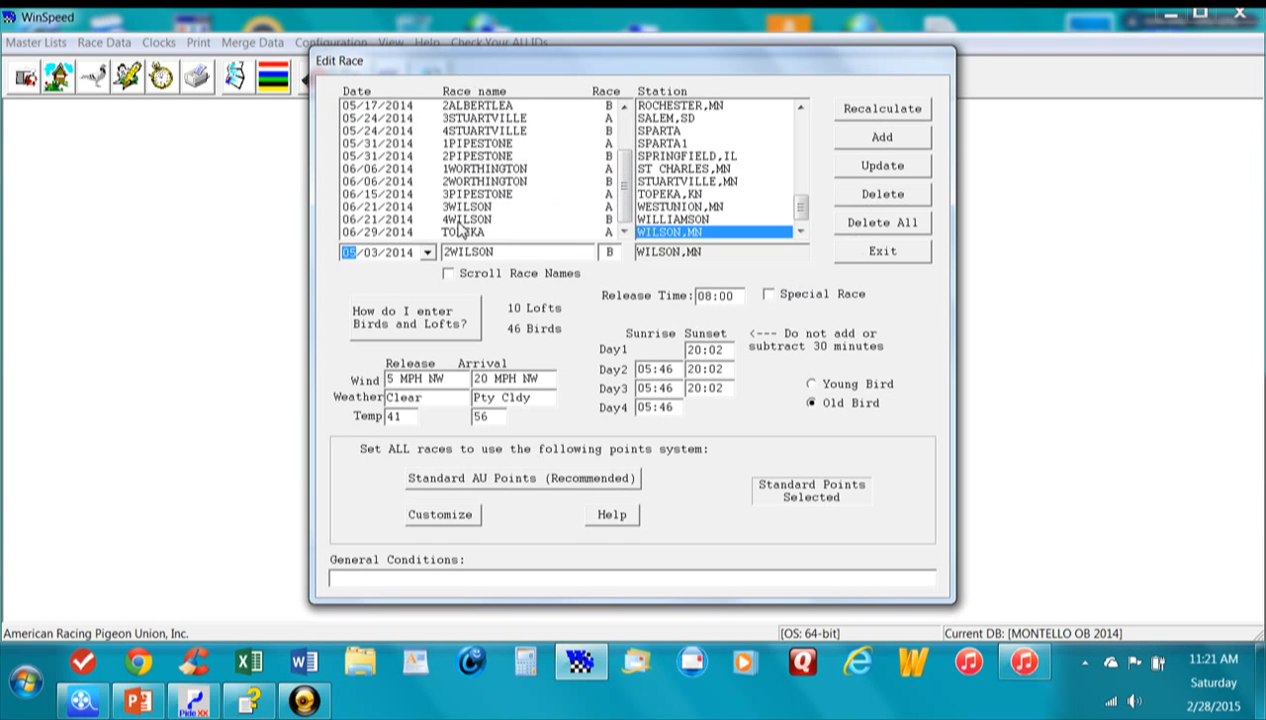 WinSpeed
Master Lists Race Data Clocks Print Merge Data Configuration View Help Check Your AU IDs
Edit Race
Date Race name Race Station
05/17/2014 2ALBERTLEA B ROCHESTER,MN
05/24/2014 3STUARTVILLE A SALEM,SD
05/24/2014 4STUARTVILLE B SPARTA
05/31/2014 1PIPESTONE A SPARTA1
05/31/2014 2PIPESTONE B SPRINGFIELD,IL
06/06/2014 1WORTHINGTON A ST CHARLES,MN
06/06/2014 2WORTHINGTON B STUARTVILLE,MN
06/15/2014 3PIPESTONE A TOPEKA,KN
06/21/2014 3WILSON A WESTUNION,MN
06/21/2014 4WILSON B WILLIAMSON
06/29/2014 TOPEKA A WILSON,MN
05/03/2014 2WILSON B WILSON,MN
Recalculate
Add
Update
Delete
Delete All
Exit
Scroll Race Names
How do I enter
Birds and Lofts?
10 Lofts
46 Birds
Release Time: 08:00 Special Race
Sunrise Sunset
Day1 20:02
Day2 05:46 20:02
Day3 05:46 20:02
Day4 05:46
<--- Do not add or
subtract 30 minutes
Young Bird
Old Bird
Release Arrival
Wind 5 MPH NW 20 MPH NW
Weather Clear Pty Cldy
Temp 41 56
Set ALL races to use the following points system:
Standard AU Points (Recommended)
Standard Points
Selected
Customize Help
General Conditions:
American Racing Pigeon Union, Inc. [OS: 64-bit] Current DB: [MONTELLO OB 2014]
11:21 AM
Saturday
2/28/2015